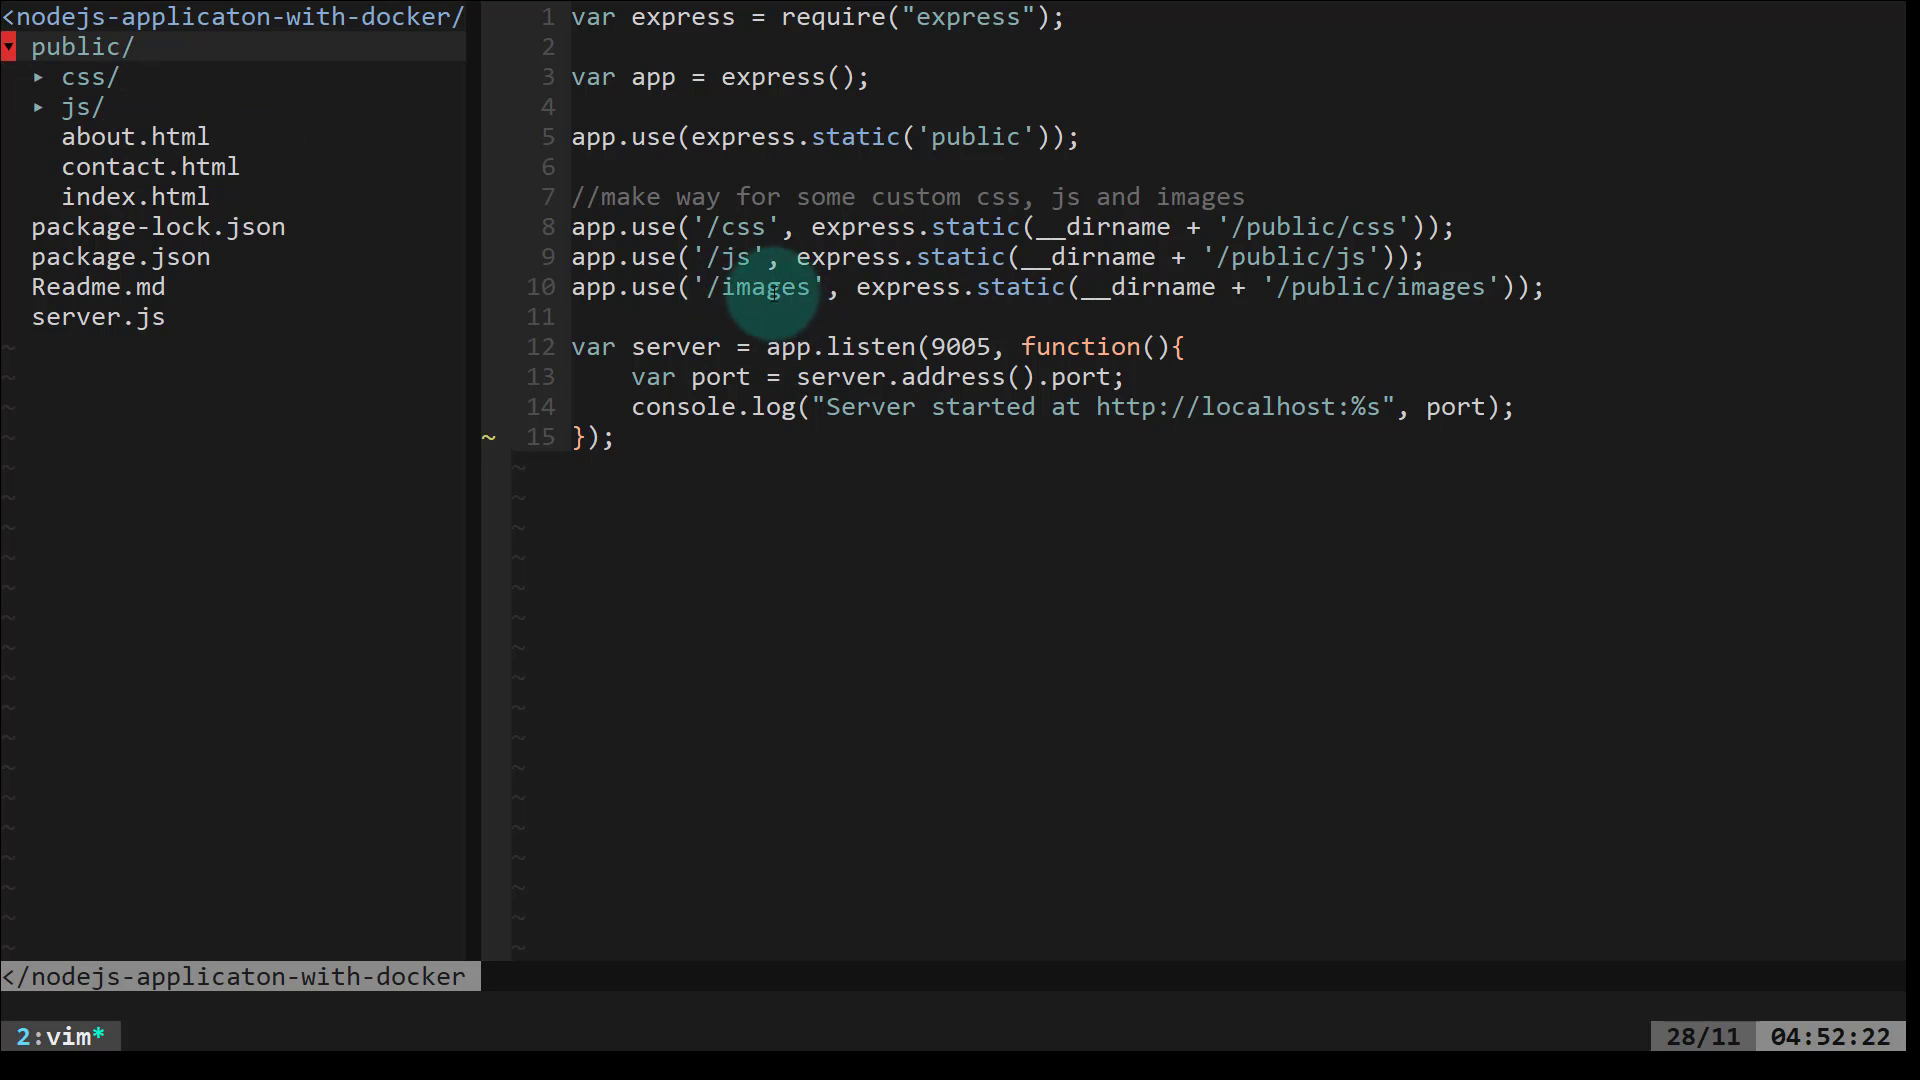 <nodejs-applicaton-with-docker/
▾ public/
▸ css/
▸ js/
about.html
contact.html
index.html
package-lock.json
package.json
Readme.md
server.js
</nodejs-applicaton-with-docker
1 var express = require("express");
2
3 var app = express();
4
5 app.use(express.static('public'));
6
7 //make way for some custom css, js and images
8 app.use('/css', express.static(__dirname + '/public/css'));
9 app.use('/js', express.static(__dirname + '/public/js'));
10 app.use('/images', express.static(__dirname + '/public/images'));
11
12 var server = app.listen(9005, function(){
13     var port = server.address().port;
14     console.log("Server started at http://localhost:%s", port);
~ 15 });
2:vim*
28/11 04:52:22